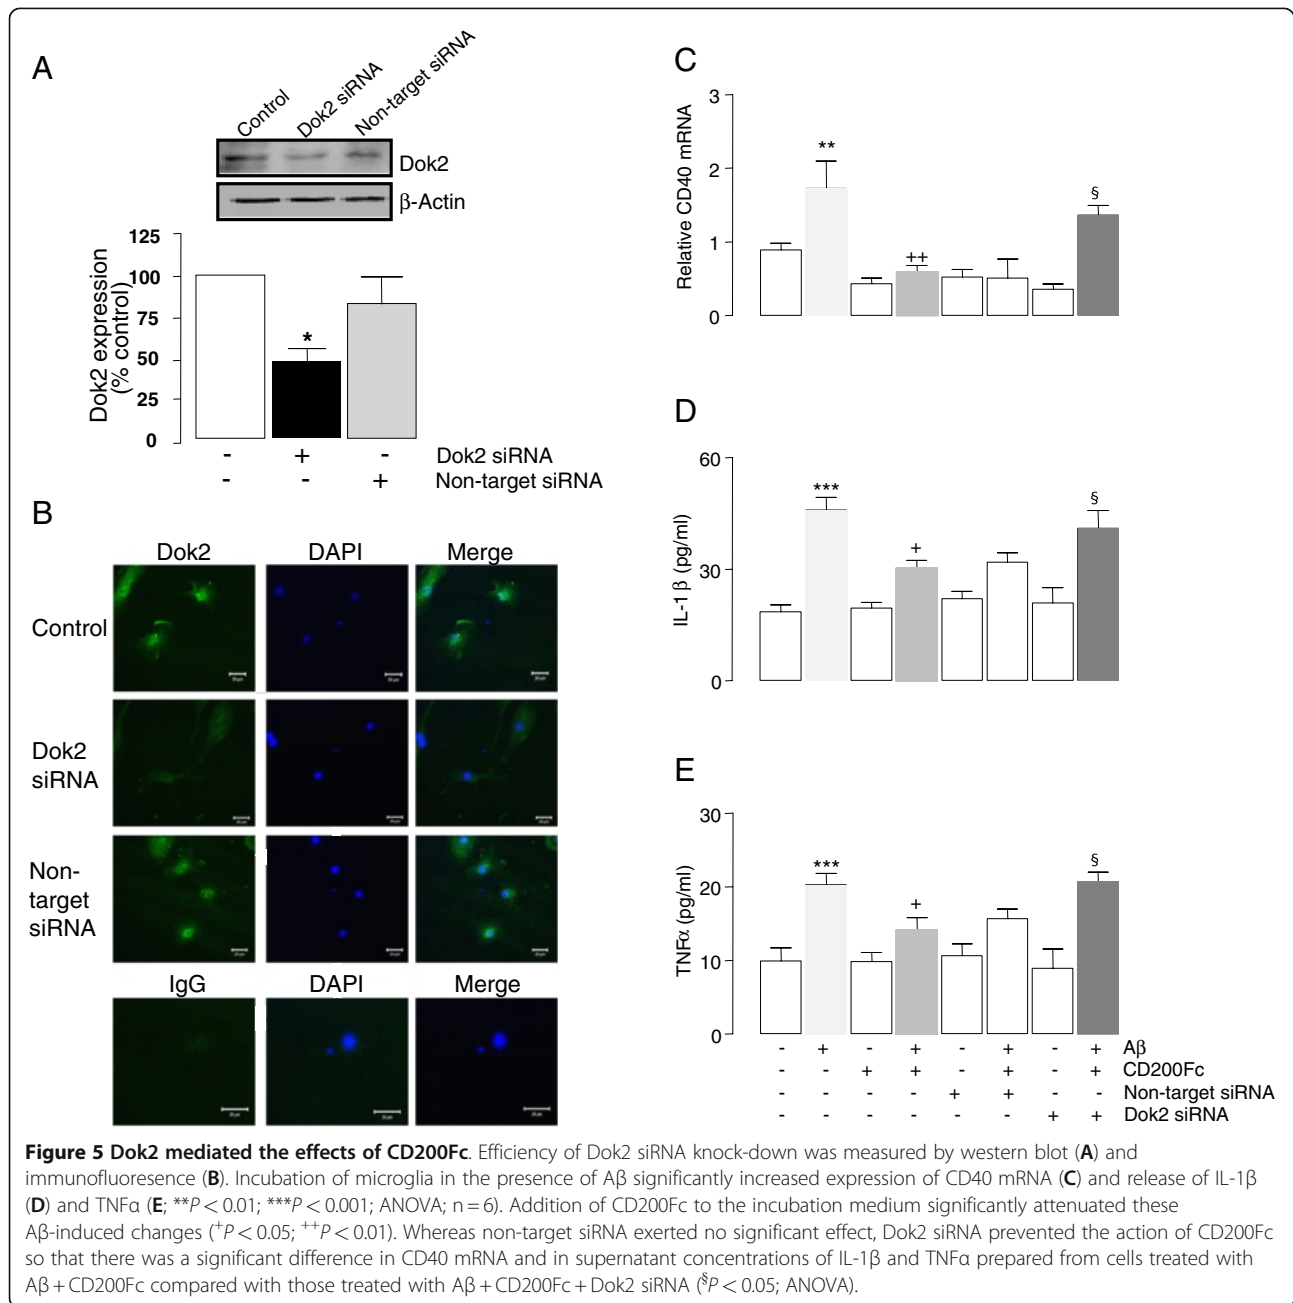 A
Control
Dok2 siRNA
Non-target siRNA
Dok2
β-Actin
Dok2 expression
(% control)
125
100
75
50
25
0
*
- + - Dok2 siRNA
- - + Non-target siRNA
B
Dok2 DAPI Merge
Control
Dok2
siRNA
Non-
target
siRNA
IgG DAPI Merge
C
Relative CD40 mRNA
3
2
1
0
**
++
§
D
IL-1β (pg/ml)
60
30
0
***
+
§
E
TNFα (pg/ml)
30
20
10
0
***
+
§
- + - + - + - + Aβ
- - + + - + - + CD200Fc
- - - - + + - - Non-target siRNA
- - - - - - + + Dok2 siRNA
Figure 5 Dok2 mediated the effects of CD200Fc. Efficiency of Dok2 siRNA knock-down was measured by western blot (A) and
immunofluoresence (B). Incubation of microglia in the presence of Aβ significantly increased expression of CD40 mRNA (C) and release of IL-1β
(D) and TNFα (E; **P < 0.01; ***P < 0.001; ANOVA; n = 6). Addition of CD200Fc to the incubation medium significantly attenuated these
Aβ-induced changes (+P < 0.05; ++P < 0.01). Whereas non-target siRNA exerted no significant effect, Dok2 siRNA prevented the action of CD200Fc
so that there was a significant difference in CD40 mRNA and in supernatant concentrations of IL-1β and TNFα prepared from cells treated with
Aβ + CD200Fc compared with those treated with Aβ + CD200Fc + Dok2 siRNA (§P < 0.05; ANOVA).